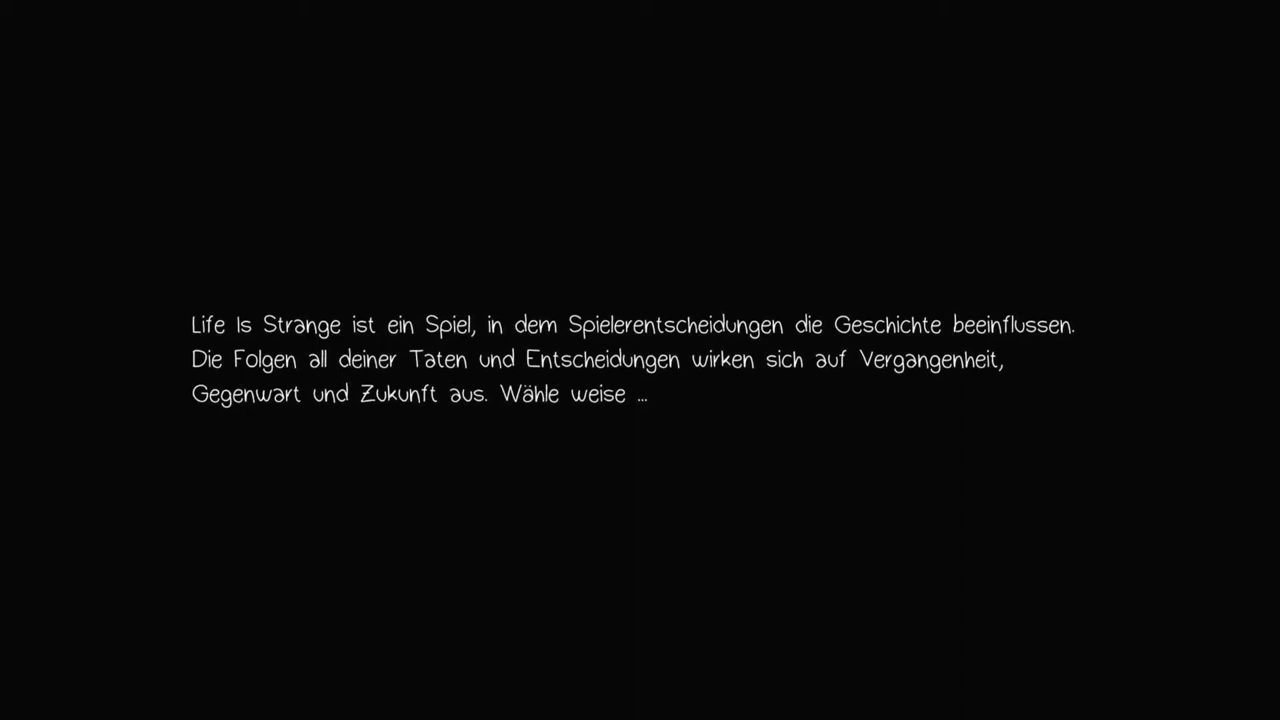 Life Is Strange ist ein Spiel, in dem Spielerentscheidungen die Geschichte beeinflussen.
Die Folgen all deiner Taten und Entscheidungen wirken sich auf Vergangenheit,
Gegenwart und Zukunft aus. Wähle weise ...